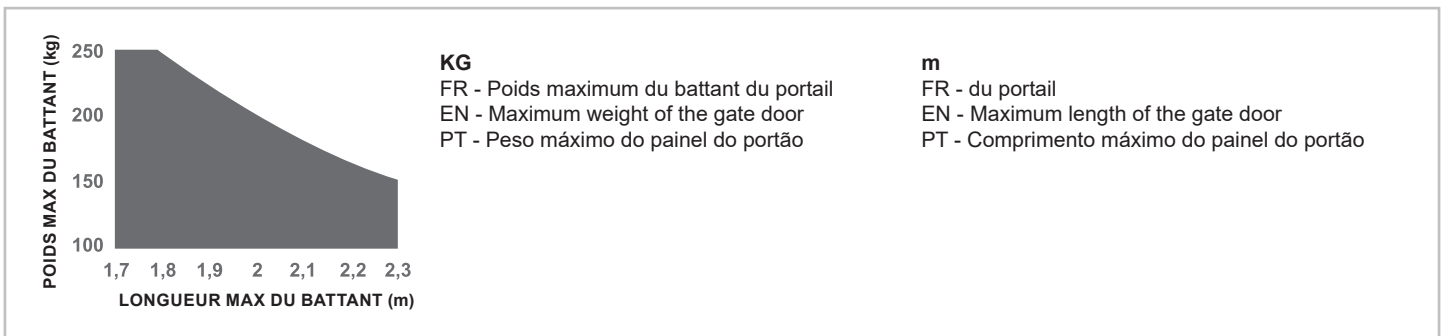 POIDS MAX DU BATTANT (kg)
250
200
150
100
1,7 1,8 1,9 2 2,1 2,2 2,3
LONGUEUR MAX DU BATTANT (m)
KG
FR - Poids maximum du battant du portail
EN - Maximum weight of the gate door
PT - Peso máximo do painel do portão
m
FR - du portail
EN - Maximum length of the gate door
PT - Comprimento máximo do painel do portão